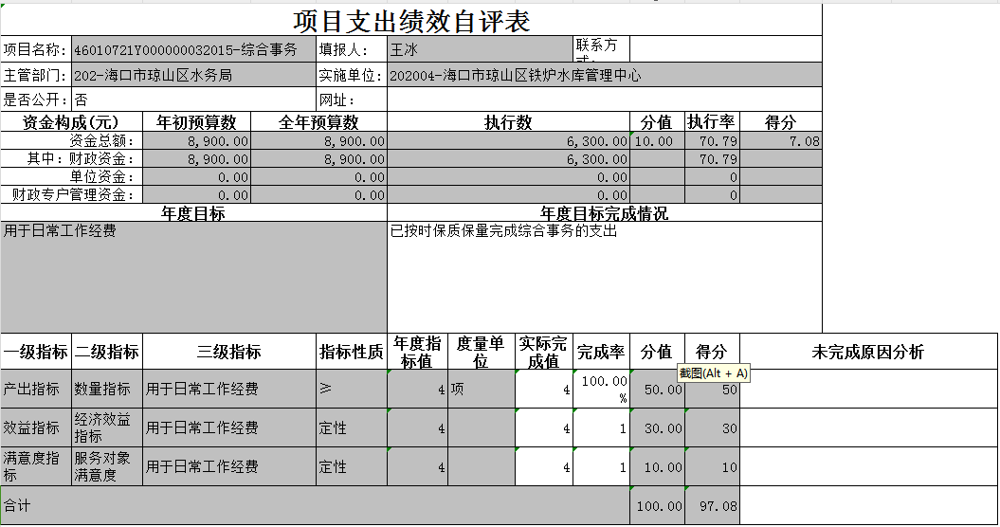 项目支出绩效自评表
项目名称: 46010721Y000000032015-综合事务 填报人: 王冰 联系方
主管部门: 202-海口市琼山区水务局 实施单位: 202004-海口市琼山区铁炉水库管理中心
是否公开: 否 网址:
资金构成(元) 年初预算数 全年预算数 执行数 分值 执行率 得分
资金总额: 8,900.00 8,900.00 6,300.00 10.00 70.79 7.08
其中: 财政资金: 8,900.00 8,900.00 6,300.00 70.79
单位资金: 0.00 0.00 0.00 0
财政专户管理资金: 0.00 0.00 0.00 0
年度目标 年度目标完成情况
用于日常工作经费 已按时保质保量完成综合事务的支出
一级指标 二级指标 三级指标 指标性质 年度指标值 度量单位 实际完成值 完成率 分值 得分 未完成原因分析
截图(Alt + A)
产出指标 数量指标 用于日常工作经费 ≥ 4 项 4 100.00% 50.00 50
效益指标 经济效益指标 用于日常工作经费 定性 4 4 1 30.00 30
满意度指标 服务对象满意度 用于日常工作经费 定性 4 4 1 10.00 10
合计 100.00 97.08